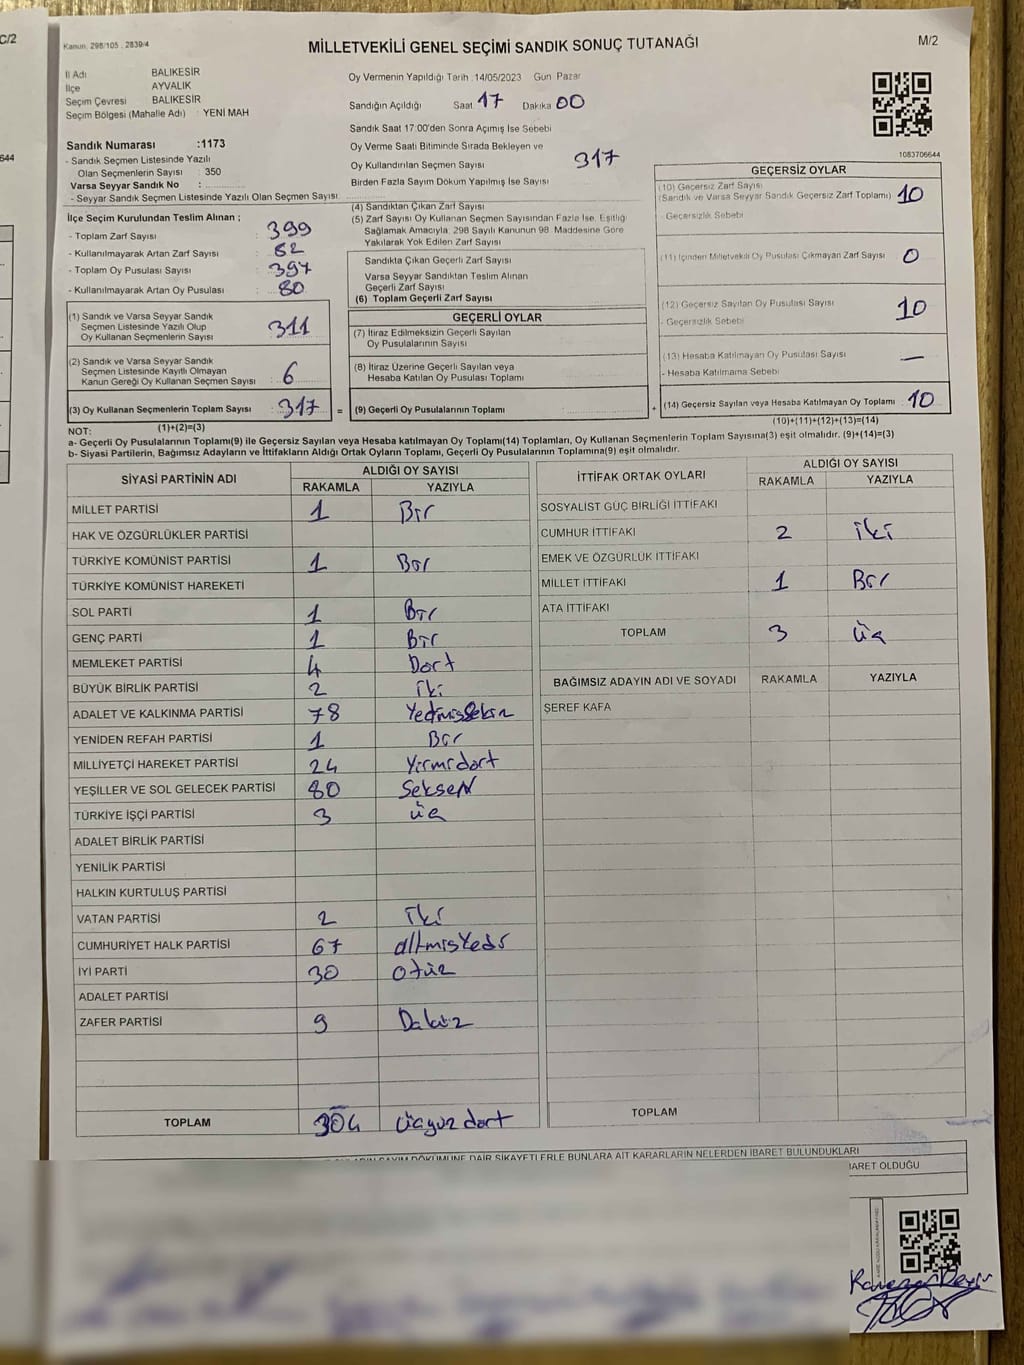 C/2
644
Kanun. 298/105 , 2839/4
MİLLETVEKİLİ GENEL SEÇİMİ SANDIK SONUÇ TUTANAĞI
M/2
İl Adı BALIKESİR
İlçe AYVALIK
Seçim Çevresi BALIKESİR
Seçim Bölgesi (Mahalle Adı) : YENİ MAH
Sandık Numarası :1173
- Sandık Seçmen Listesinde Yazılı
Olan Seçmenlerin Sayısı : 350
Varsa Seyyar Sandık No :
- Seyyar Sandık Seçmen Listesinde Yazılı Olan Seçmen Sayısı
İlçe Seçim Kurulundan Teslim Alınan ;
- Toplam Zarf Sayısı : 399
- Kullanılmayarak Artan Zarf Sayısı : 82
- Toplam Oy Pusulası Sayısı : 397
- Kullanılmayarak Artan Oy Pusulası : 80
(1) Sandık ve Varsa Seyyar Sandık
Seçmen Listesinde Yazılı Olup
Oy Kullanan Seçmenlerin Sayısı : 311
(2) Sandık ve Varsa Seyyar Sandık
Seçmen Listesinde Kayıtlı Olmayan
Kanun Gereği Oy Kullanan Seçmen Sayısı : 6
(3) Oy Kullanan Seçmenlerin Toplam Sayısı : 317 =
(1)+(2)=(3)
Oy Vermenin Yapıldığı Tarih :14/05/2023 Gün Pazar
Sandığın Açıldığı Saat 17 Dakika 00
Sandık Saat 17:00'den Sonra Açımış İse Sebebi
Oy Verme Saati Bitiminde Sırada Bekleyen ve
Oy Kullandırılan Seçmen Sayısı 317
Birden Fazla Sayım Döküm Yapılmış İse Sayısı
(4) Sandıktan Çıkan Zarf Sayısı
(5) Zarf Sayısı Oy Kullanan Seçmen Sayısından Fazla İse, Eşitliği
Sağlamak Amacıyla, 298 Sayılı Kanunun 98. Maddesine Göre
Yakılarak Yok Edilen Zarf Sayısı
Sandıkta Çıkan Geçerli Zarf Sayısı
Varsa Seyyar Sandıktan Teslim Alınan
Geçerli Zarf Sayısı
(6) Toplam Geçerli Zarf Sayısı
GEÇERLİ OYLAR
(7) İtiraz Edilmeksizin Geçerli Sayılan
Oy Pusulalarının Sayısı
(8) İtiraz Üzerine Geçerli Sayılan veya
Hesaba Katılan Oy Pusulası Toplamı
(9) Geçerli Oy Pusulalarının Toplamı +
1083706644
GEÇERSİZ OYLAR
(10) Geçersiz Zarf Sayısı
(Sandık ve Varsa Seyyar Sandık Geçersiz Zarf Toplamı) 10
- Geçersizlik Sebebi
(11) İçinden Milletvekili Oy Pusulası Çıkmayan Zarf Sayısı 0
(12) Geçersiz Sayılan Oy Pusulası Sayısı 10
- Geçersizlik Sebebi
(13) Hesaba Katılmayan Oy Pusulası Sayısı —
- Hesaba Katılmama Sebebi
(14) Geçersiz Sayılan veya Hesaba Katılmayan Oy Toplamı 10
(10)+(11)+(12)+(13)=(14)
NOT:
a- Geçerli Oy Pusulalarının Toplamı(9) ile Geçersiz Sayılan veya Hesaba katılmayan Oy Toplamı(14) Toplamları, Oy Kullanan Seçmenlerin Toplam Sayısına(3) eşit olmalıdır. (9)+(14)=(3)
b- Siyasi Partilerin, Bağımsız Adayların ve İttifakların Aldığı Ortak Oyların Toplamı, Geçerli Oy Pusulalarının Toplamına(9) eşit olmalıdır.
SİYASİ PARTİNİN ADI ALDIĞI OY SAYISI
RAKAMLA YAZIYLA
MİLLET PARTİSİ 1 Bir
HAK VE ÖZGÜRLÜKLER PARTİSİ
TÜRKİYE KOMÜNİST PARTİSİ 1 Bir
TÜRKİYE KOMÜNİST HAREKETİ
SOL PARTİ 1 Bir
GENÇ PARTİ 1 Bir
MEMLEKET PARTİSİ 4 Dort
BÜYÜK BİRLİK PARTİSİ 2 iki
ADALET VE KALKINMA PARTİSİ 78 YetmisSekiz
YENİDEN REFAH PARTİSİ 1 Bir
MİLLİYETÇİ HAREKET PARTİSİ 24 Yirmidort
YEŞİLLER VE SOL GELECEK PARTİSİ 80 SekseN
TÜRKİYE İŞÇİ PARTİSİ 3 üç
ADALET BİRLİK PARTİSİ
YENİLİK PARTİSİ
HALKIN KURTULUŞ PARTİSİ
VATAN PARTİSİ 2 iki
CUMHURİYET HALK PARTİSİ 67 altmisYedi
İYİ PARTİ 30 otüz
ADALET PARTİSİ
ZAFER PARTİSİ 9 Dokuz
TOPLAM 304 üçyuz dort
İTTİFAK ORTAK OYLARI ALDIĞI OY SAYISI
RAKAMLA YAZIYLA
SOSYALİST GÜÇ BİRLİĞİ İTTİFAKI
CUMHUR İTTİFAKI 2 iki
EMEK VE ÖZGÜRLÜK İTTİFAKI
MİLLET İTTİFAKI 1 Bir
ATA İTTİFAKI
TOPLAM 3 üç
BAĞIMSIZ ADAYIN ADI VE SOYADI RAKAMLA YAZIYLA
ŞEREF KAFA
TOPLAM
SAYIM DÖKÜMÜNE DAİR ŞİKAYETLERLE BUNLARA AİT KARARLARIN NELERDEN İBARET BULUNDUKLARI
İBARET OLDUĞU